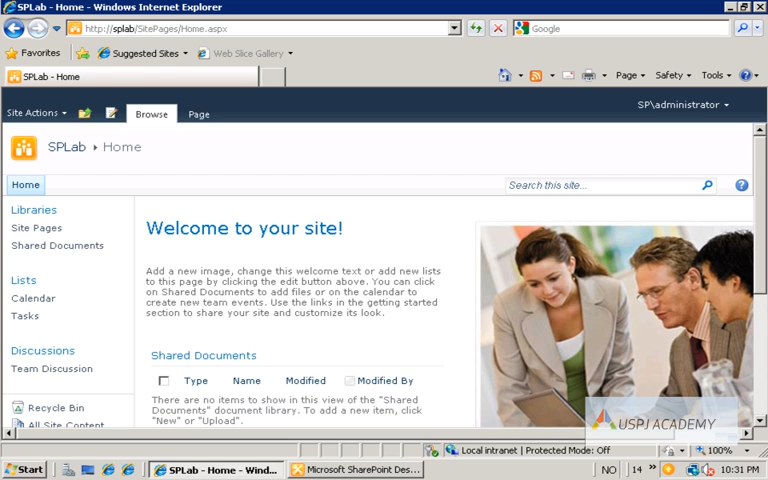 SPLab - Home - Windows Internet Explorer
http://splab/SitePages/Home.aspx
Google
Favorites
Suggested Sites
Web Slice Gallery
SPLab - Home
Page
Safety
Tools
Site Actions
Browse
Page
SP\administrator
SPLab
Home
Home
Search this site...
Libraries
Site Pages
Shared Documents
Lists
Calendar
Tasks
Discussions
Team Discussion
Recycle Bin
All Site Content
Welcome to your site!
Add a new image, change this welcome text or add new lists
to this page by clicking the edit button above. You can click
on Shared Documents to add files or on the calendar to
create new team events. Use the links in the getting started
section to share your site and customize its look.
Shared Documents
Type Name Modified Modified By
There are no items to show in this view of the "Shared
Documents" document library. To add a new item, click
"New" or "Upload".
USPJ ACADEMY
Local intranet | Protected Mode: Off
100%
Start
SPLab - Home - Wind...
Microsoft SharePoint Des...
NO
14
»
10:31 PM